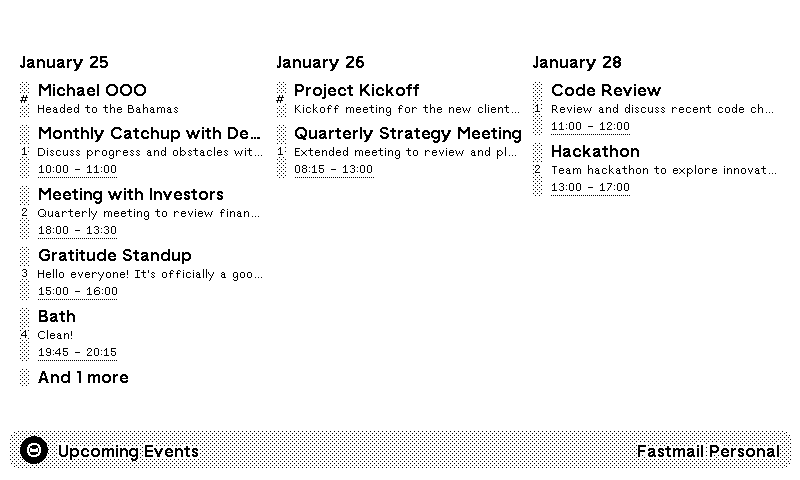 January 25
#
Michael OOO
Headed to the Bahamas
1
Monthly Catchup with De...
Discuss progress and obstacles wit...
10:00 - 11:00
2
Meeting with Investors
Quarterly meeting to review finan...
18:00 - 13:30
3
Gratitude Standup
Hello everyone! It's officially a goo...
15:00 - 16:00
4
Bath
Clean!
19:45 - 20:15
And 1 more
January 26
#
Project Kickoff
Kickoff meeting for the new client...
1
Quarterly Strategy Meeting
Extended meeting to review and pl...
08:15 - 13:00
January 28
1
Code Review
Review and discuss recent code ch...
11:00 - 12:00
2
Hackathon
Team hackathon to explore innovat...
13:00 - 17:00
Upcoming Events
Fastmail Personal